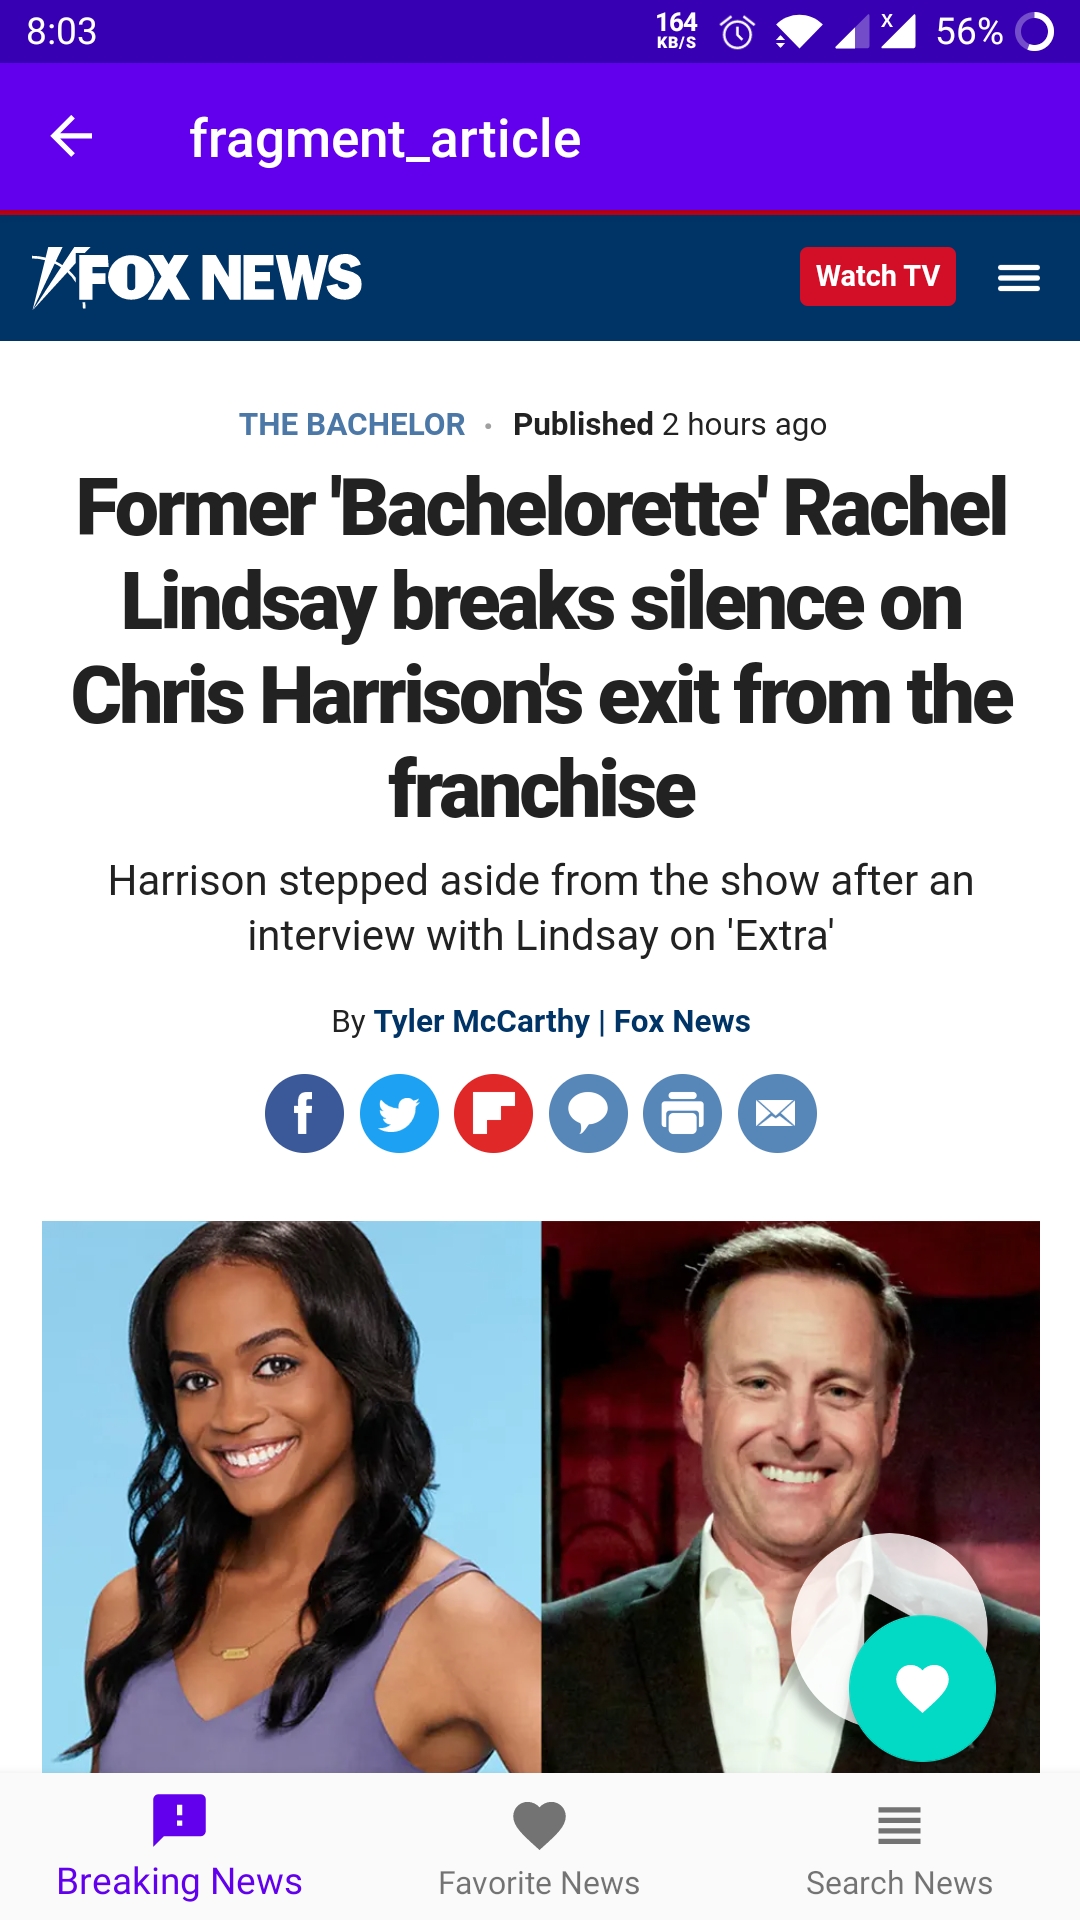 8:03
164
KB/S
X
56%
fragment_article
FOX NEWS
Watch TV
THE BACHELOR · Published 2 hours ago
Former 'Bachelorette' Rachel
Lindsay breaks silence on
Chris Harrison's exit from the
franchise
Harrison stepped aside from the show after an
interview with Lindsay on 'Extra'
By Tyler McCarthy | Fox News
Breaking News
Favorite News
Search News